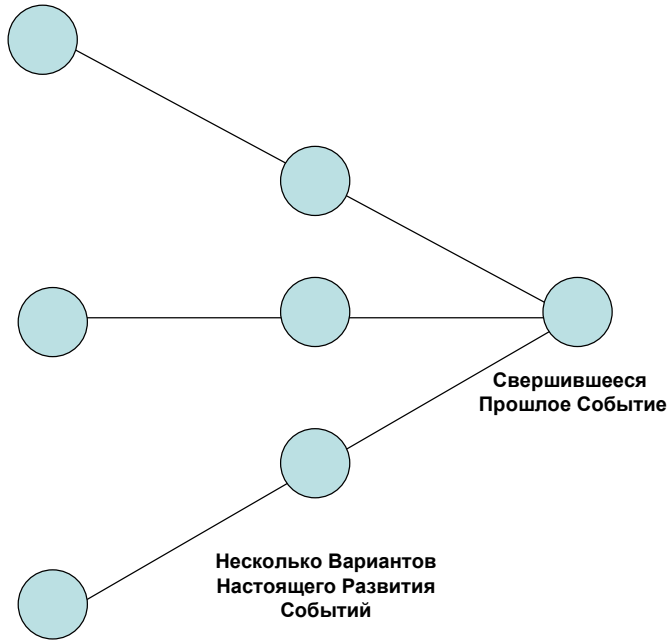 Свершившееся
Прошлое Событие
Несколько Вариантов
Настоящего Развития
Событий